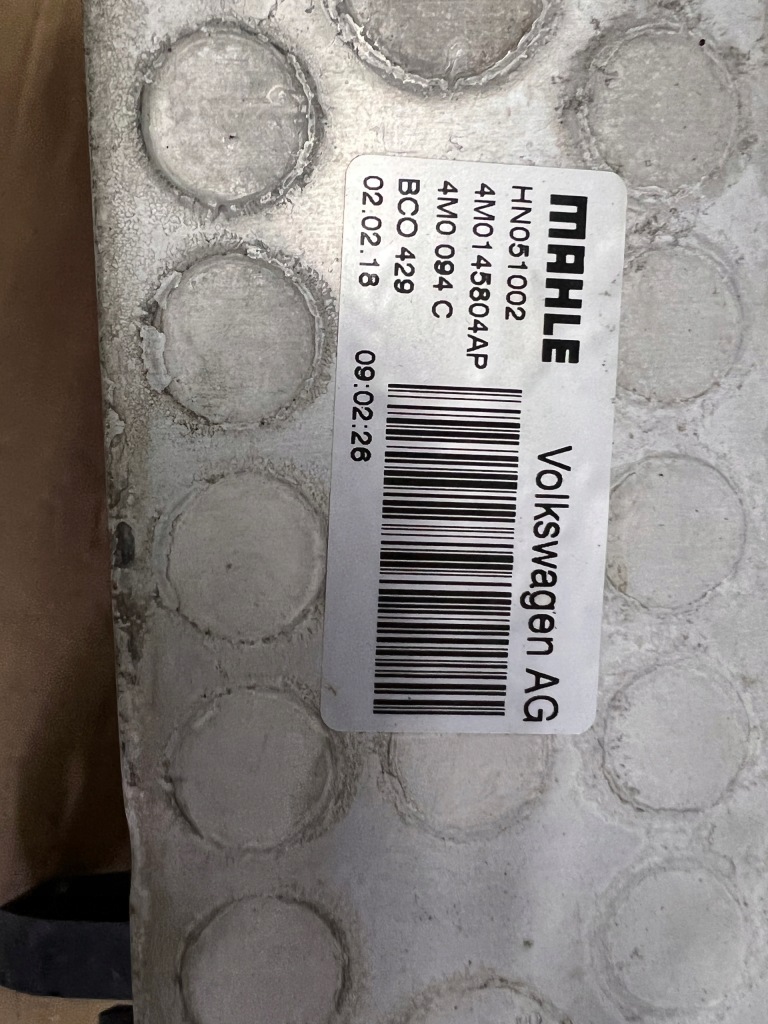 MAHLE Volkswagen AG
HN051002
4M0145804AP
4M0 094 C
BCO 429
02.02.18 09:02:26